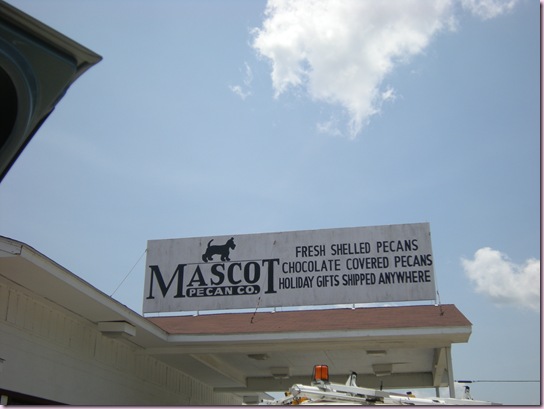 MASCOT
PECAN CO.
FRESH SHELLED PECANS
CHOCOLATE COVERED PECANS
HOLIDAY GIFTS SHIPPED ANYWHERE